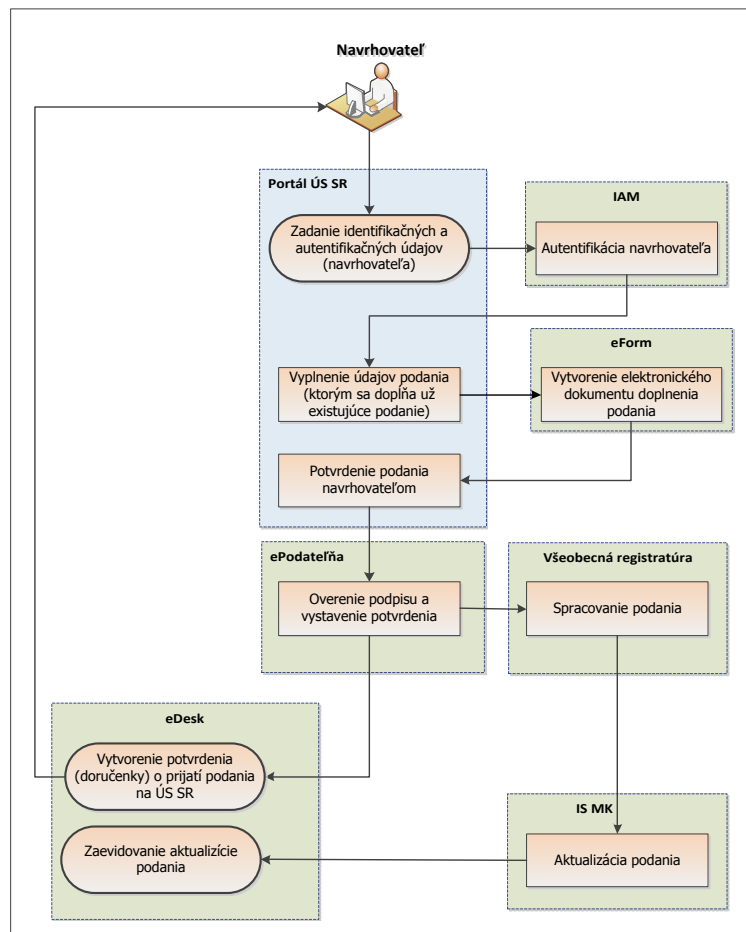 Navrhovateľ
Portál ÚS SR
Zadanie identifikačných a
autentifikačných údajov
(navrhovateľa)
IAM
Autentifikácia navrhovateľa
Vyplnenie údajov podania
(ktorým sa dopĺňa už
existujúce podanie)
eForm
Vytvorenie elektronického
dokumentu doplnenia
podania
Potvrdenie podania
navrhovateľom
ePodateľňa
Overenie podpisu a
vystavenie potvrdenia
Všeobecná registratúra
Spracovanie podania
eDesk
Vytvorenie potvrdenia
(doručenky) o prijatí podania
na ÚS SR
Zaevidovanie aktualizície
podania
IS MK
Aktualizácia podania